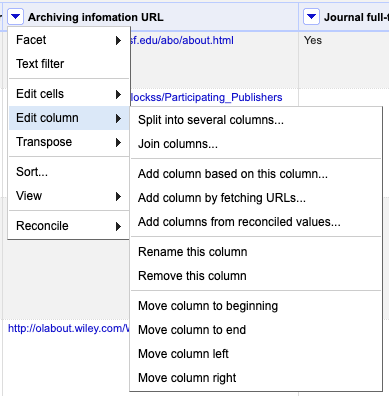 Archiving infomation URL
Journal full-
Facet
sf.edu/abo/about.html
Yes
Text filter
Edit cells
lockss/Participating_Publishers
Edit column
Split into several columns...
Transpose
Join columns...
Sort...
Add column based on this column...
View
Add column by fetching URLs...
Reconcile
Add columns from reconciled values...
Rename this column
Remove this column
Move column to beginning
http://olabout.wiley.com/
Move column to end
Move column left
Move column right